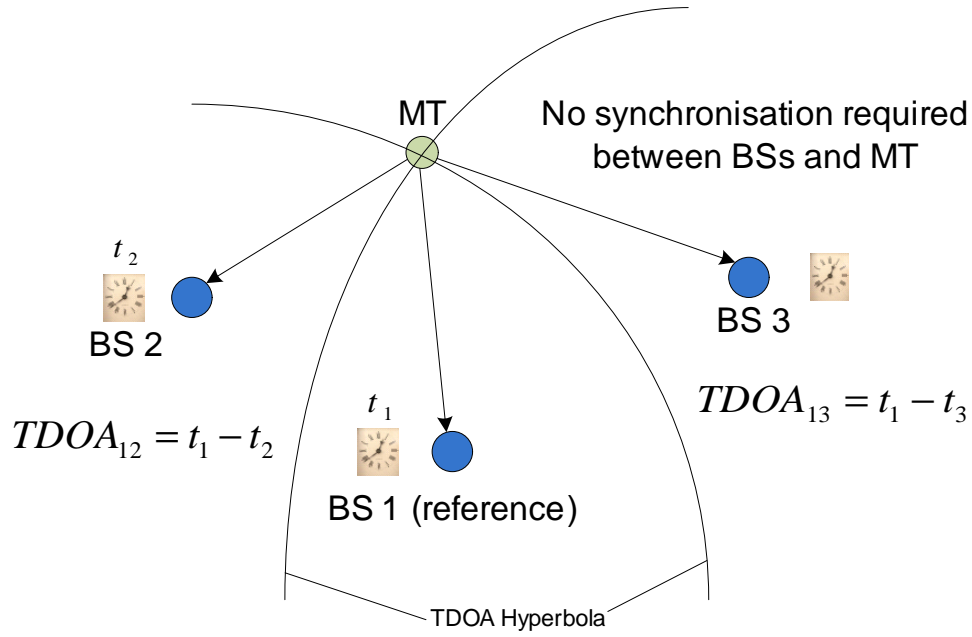 MT
No synchronisation required
between BSs and MT
t₂
BS 2
BS 3
TDOA₁₂ = t₁ − t₂
TDOA₁₃ = t₁ − t₃
t₁
BS 1 (reference)
TDOA Hyperbola